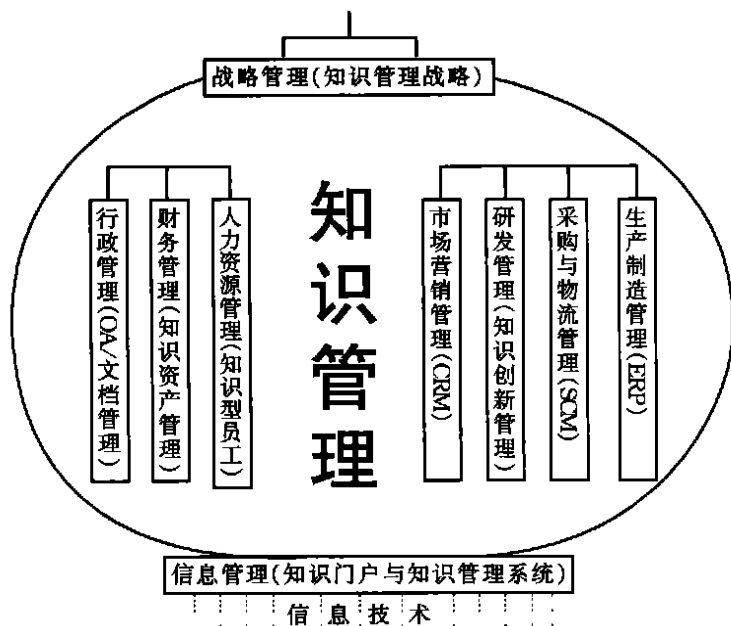 战略管理(知识管理战略)
行政管理(OA/文档管理)
财务管理(知识资产管理)
人力资源管理(知识型员工)
知识管理
市场营销管理(CRM)
研发管理(知识创新管理)
采购与物流管理(SCM)
生产制造管理(ERP)
信息管理(知识门户与知识管理系统)
信息技术